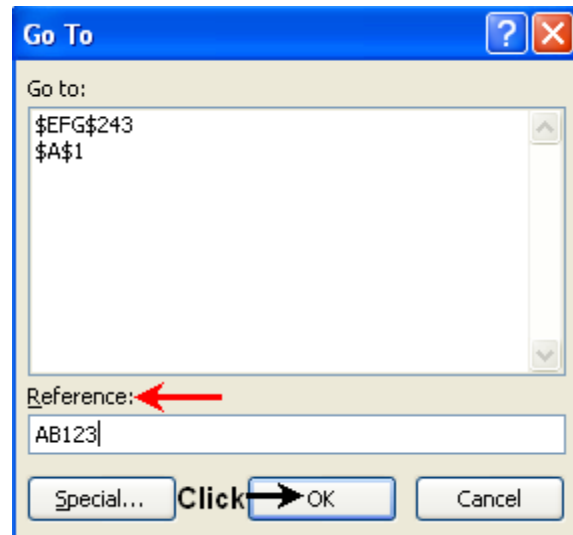 Go To
Go to:
$EFG$243
$A$1
Reference:
AB123
Special... Click OK Cancel